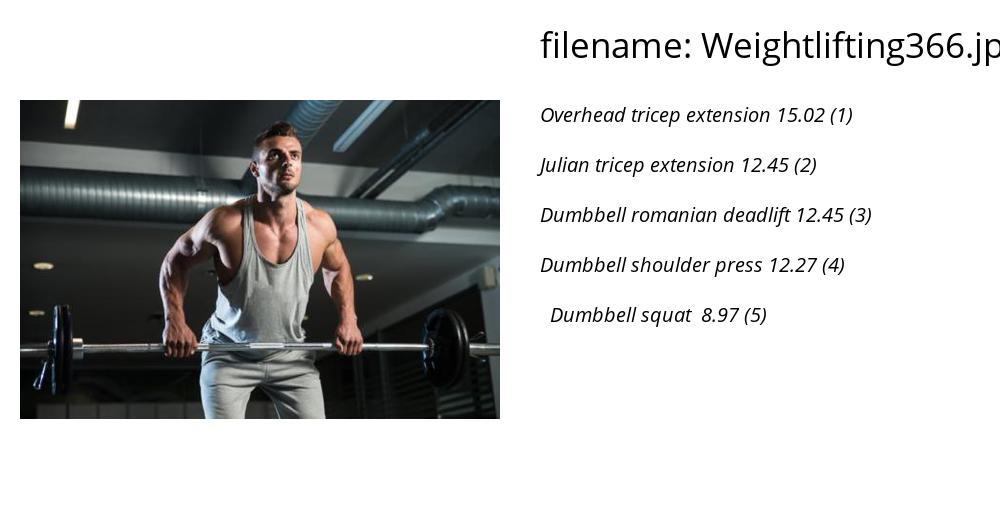 filename: Weightlifting366.jp
Overhead tricep extension 15.02 (1)
Julian tricep extension 12.45 (2)
Dumbbell romanian deadlift 12.45 (3)
Dumbbell shoulder press 12.27 (4)
Dumbbell squat 8.97 (5)